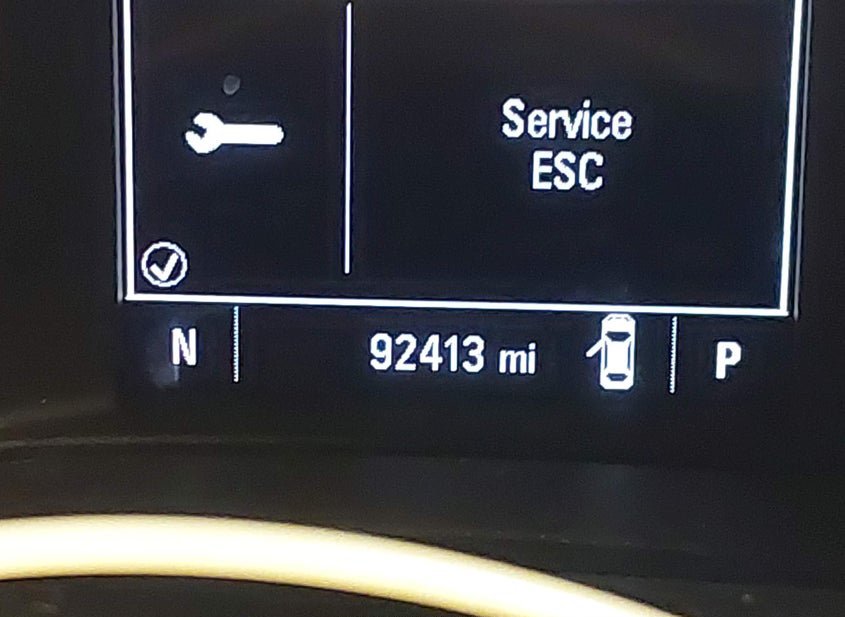 Service
ESC
N
92413 mi
P